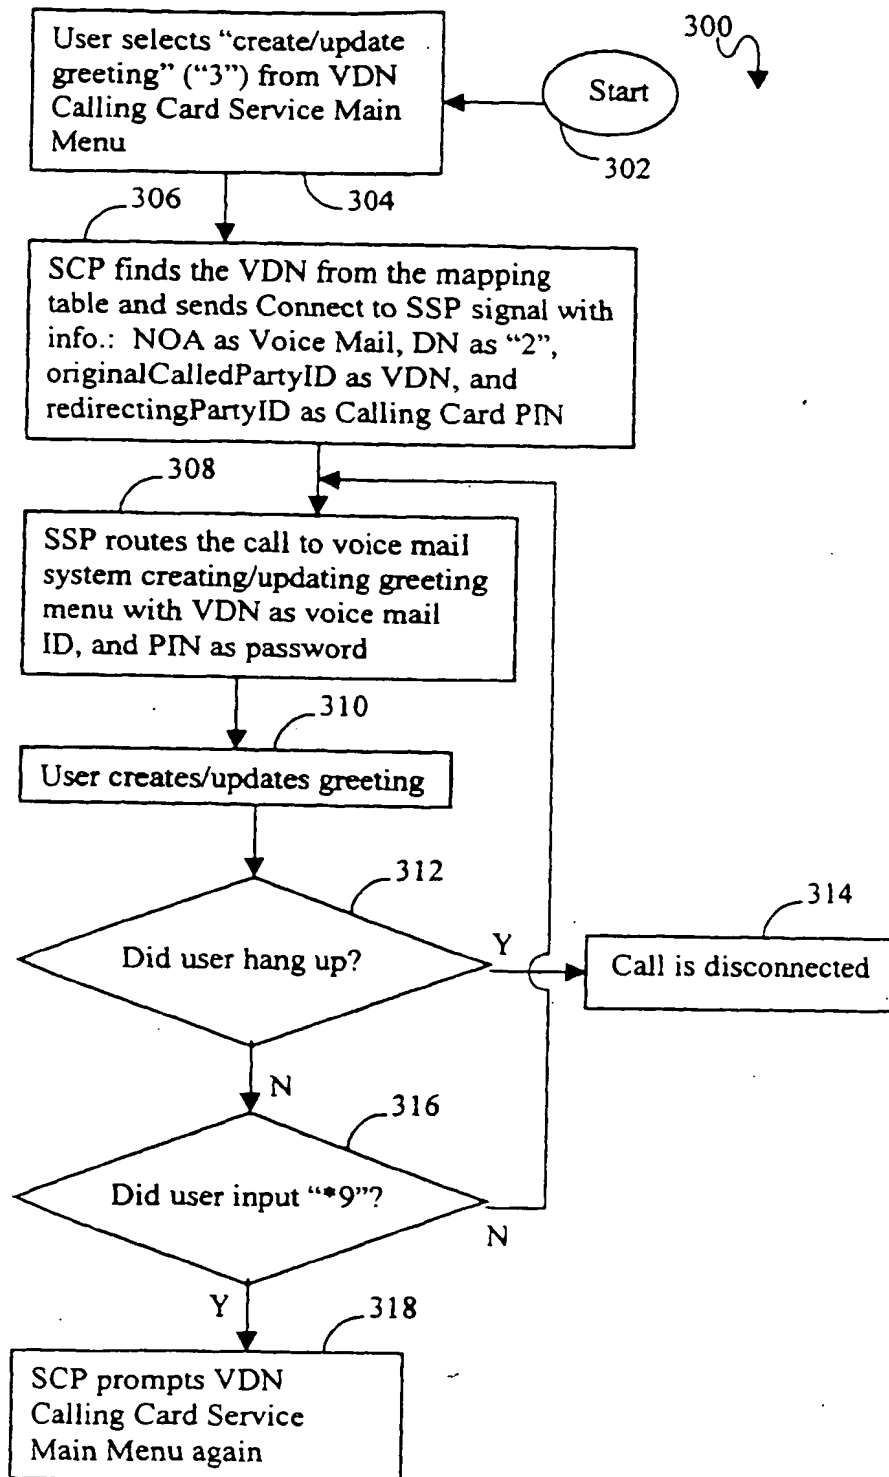 300
Start
302
User selects “create/update
greeting” (“3”) from VDN
Calling Card Service Main
Menu
304
306
SCP finds the VDN from the mapping
table and sends Connect to SSP signal with
info.: NOA as Voice Mail, DN as “2”,
originalCalledPartyID as VDN, and
redirectingPartyID as Calling Card PIN
308
SSP routes the call to voice mail
system creating/updating greeting
menu with VDN as voice mail
ID, and PIN as password
310
User creates/updates greeting
312
Did user hang up?
Y
314
Call is disconnected
N
316
Did user input “*9”?
N
Y
318
SCP prompts VDN
Calling Card Service
Main Menu again